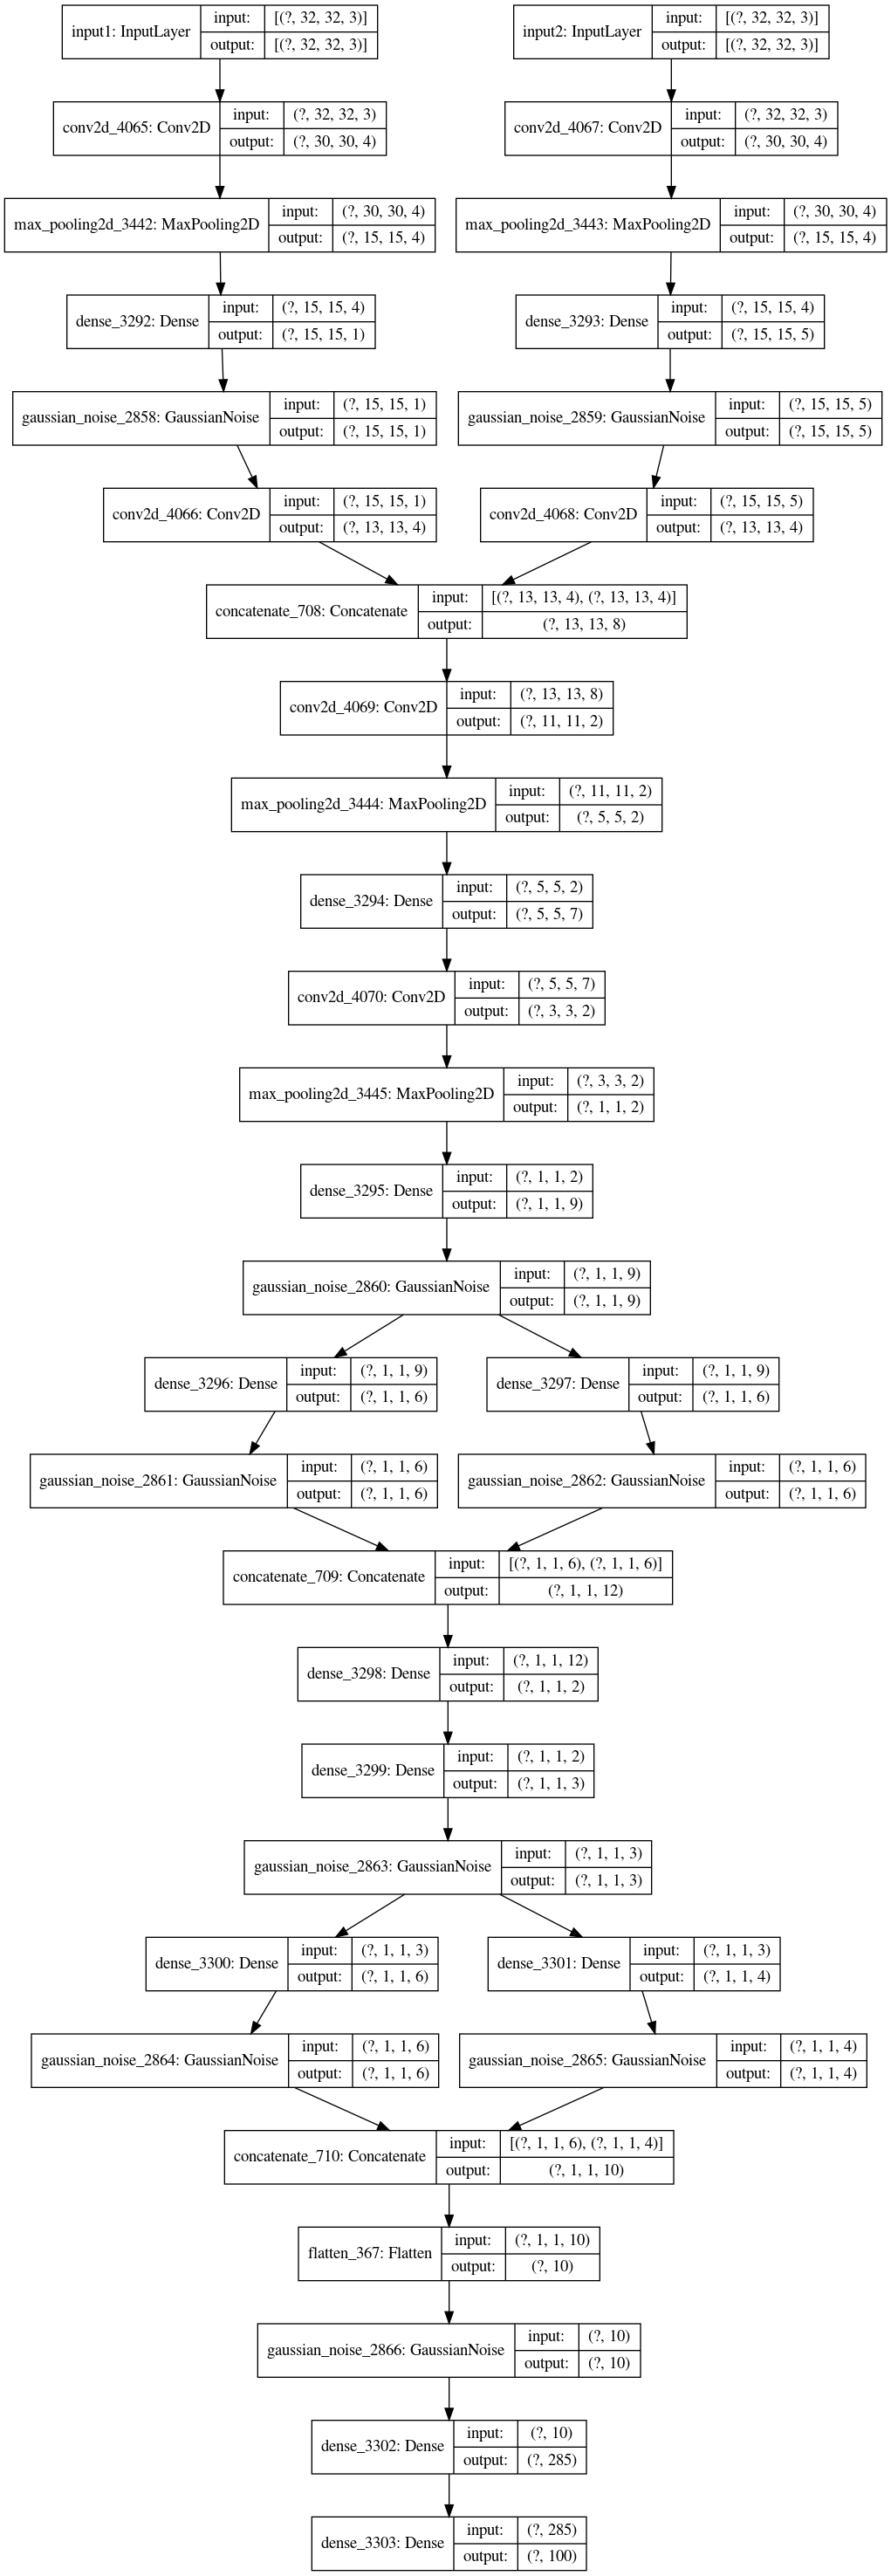 input1: InputLayer input: [(?, 32, 32, 3)]
output: [(?, 32, 32, 3)]
input2: InputLayer input: [(?, 32, 32, 3)]
output: [(?, 32, 32, 3)]
conv2d_4065: Conv2D input: (?, 32, 32, 3)
output: (?, 30, 30, 4)
conv2d_4067: Conv2D input: (?, 32, 32, 3)
output: (?, 30, 30, 4)
max_pooling2d_3442: MaxPooling2D input: (?, 30, 30, 4)
output: (?, 15, 15, 4)
max_pooling2d_3443: MaxPooling2D input: (?, 30, 30, 4)
output: (?, 15, 15, 4)
dense_3292: Dense input: (?, 15, 15, 4)
output: (?, 15, 15, 1)
dense_3293: Dense input: (?, 15, 15, 4)
output: (?, 15, 15, 5)
gaussian_noise_2858: GaussianNoise input: (?, 15, 15, 1)
output: (?, 15, 15, 1)
gaussian_noise_2859: GaussianNoise input: (?, 15, 15, 5)
output: (?, 15, 15, 5)
conv2d_4066: Conv2D input: (?, 15, 15, 1)
output: (?, 13, 13, 4)
conv2d_4068: Conv2D input: (?, 15, 15, 5)
output: (?, 13, 13, 4)
concatenate_708: Concatenate input: [(?, 13, 13, 4), (?, 13, 13, 4)]
output: (?, 13, 13, 8)
conv2d_4069: Conv2D input: (?, 13, 13, 8)
output: (?, 11, 11, 2)
max_pooling2d_3444: MaxPooling2D input: (?, 11, 11, 2)
output: (?, 5, 5, 2)
dense_3294: Dense input: (?, 5, 5, 2)
output: (?, 5, 5, 7)
conv2d_4070: Conv2D input: (?, 5, 5, 7)
output: (?, 3, 3, 2)
max_pooling2d_3445: MaxPooling2D input: (?, 3, 3, 2)
output: (?, 1, 1, 2)
dense_3295: Dense input: (?, 1, 1, 2)
output: (?, 1, 1, 9)
gaussian_noise_2860: GaussianNoise input: (?, 1, 1, 9)
output: (?, 1, 1, 9)
dense_3296: Dense input: (?, 1, 1, 9)
output: (?, 1, 1, 6)
dense_3297: Dense input: (?, 1, 1, 9)
output: (?, 1, 1, 6)
gaussian_noise_2861: GaussianNoise input: (?, 1, 1, 6)
output: (?, 1, 1, 6)
gaussian_noise_2862: GaussianNoise input: (?, 1, 1, 6)
output: (?, 1, 1, 6)
concatenate_709: Concatenate input: [(?, 1, 1, 6), (?, 1, 1, 6)]
output: (?, 1, 1, 12)
dense_3298: Dense input: (?, 1, 1, 12)
output: (?, 1, 1, 2)
dense_3299: Dense input: (?, 1, 1, 2)
output: (?, 1, 1, 3)
gaussian_noise_2863: GaussianNoise input: (?, 1, 1, 3)
output: (?, 1, 1, 3)
dense_3300: Dense input: (?, 1, 1, 3)
output: (?, 1, 1, 6)
dense_3301: Dense input: (?, 1, 1, 3)
output: (?, 1, 1, 4)
gaussian_noise_2864: GaussianNoise input: (?, 1, 1, 6)
output: (?, 1, 1, 6)
gaussian_noise_2865: GaussianNoise input: (?, 1, 1, 4)
output: (?, 1, 1, 4)
concatenate_710: Concatenate input: [(?, 1, 1, 6), (?, 1, 1, 4)]
output: (?, 1, 1, 10)
flatten_367: Flatten input: (?, 1, 1, 10)
output: (?, 10)
gaussian_noise_2866: GaussianNoise input: (?, 10)
output: (?, 10)
dense_3302: Dense input: (?, 10)
output: (?, 285)
dense_3303: Dense input: (?, 285)
output: (?, 100)